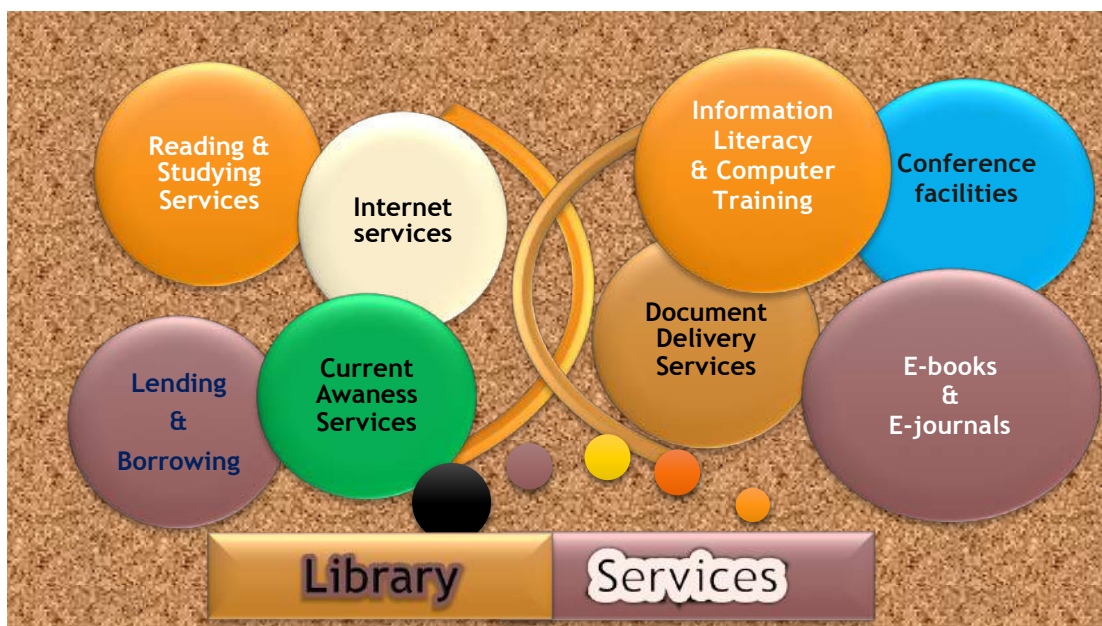 Reading &
Studying
Services
Internet
services
Lending
&
Borrowing
Current
Awaness
Services
Information
Literacy
& Computer
Training
Conference
facilities
Document
Delivery
Services
E-books
&
E-journals
Library Services